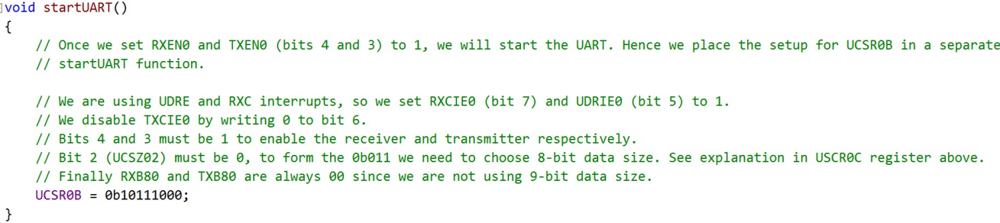 void startUART()
{
// Once we set RXEN0 and TXEN0 (bits 4 and 3) to 1, we will start the UART. Hence we place the setup for UCSR0B in a separate
// startUART function.
// We are using UDRE and RXC interrupts, so we set RXCIE0 (bit 7) and UDRIE0 (bit 5) to 1.
// We disable TXCIE0 by writing 0 to bit 6.
// Bits 4 and 3 must be 1 to enable the receiver and transmitter respectively.
// Bit 2 (UCSZ02) must be 0, to form the 0b011 we need to choose 8-bit data size. See explanation in USCR0C register above.
// Finally RXB80 and TXB80 are always 00 since we are not using 9-bit data size.
UCSR0B = 0b10111000;
}